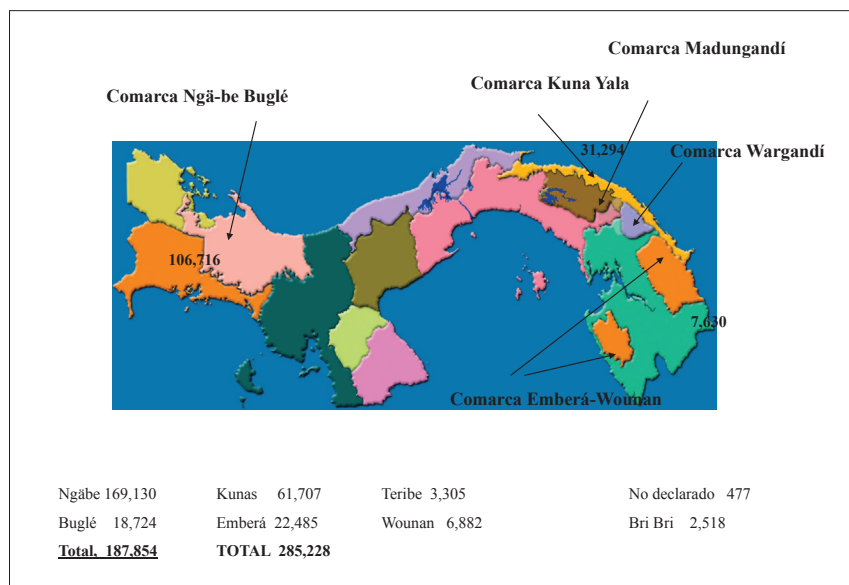 Comarca Madungandí
Comarca Kuna Yala
Comarca Ngä-be Buglé
31,294
Comarca Wargandí
106,716
7,630
Comarca Emberá-Wounan
Ngäbe 169,130 Kunas 61,707 Teribe 3,305 No declarado 477
Buglé 18,724 Emberá 22,485 Wounan 6,882 Bri Bri 2,518
Total, 187,854 TOTAL 285,228